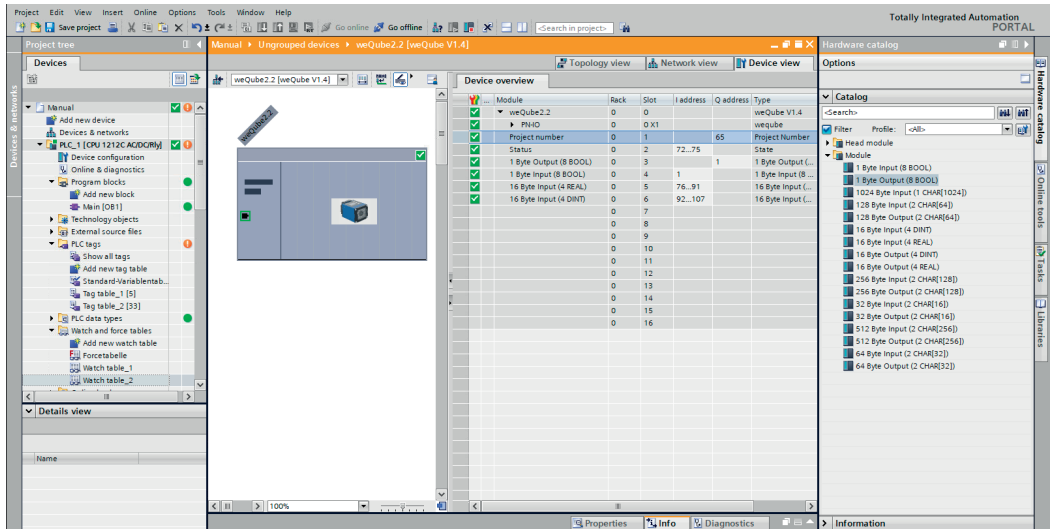 Project Edit View Insert Online Options Tools Window Help
Totally Integrated Automation
PORTAL
Save project Go online Go offline <Search in project>
Project tree
Manual Ungrouped devices weQube2.2 [weQube V1.4]
Hardware catalog
Devices
Topology view Network view Device view
Options
weQube2.2 [weQube V1.4]
Device overview
Manual
Add new device
Devices & networks
PLC_1 [CPU 1212C AC/DC/Rly]
Device configuration
Online & diagnostics
Program blocks
Add new block
Main [OB1]
Technology objects
External source files
PLC tags
Show all tags
Add new tag table
Standard-Variablentab...
Tag table_1 [5]
Tag table_2 [33]
PLC data types
Watch and force tables
Add new watch table
Forcetabelle
Watch table_1
Watch table_2
Details view
Name
weQube2.2
100%
... Module Rack Slot I address Q address Type
weQube2.2 0 0 weQube V1.4
PN-IO 0 0 X1 weqube
Project number 0 1 65 Project Number
Status 0 2 72...75 State
1 Byte Output (8 BOOL) 0 3 1 1 Byte Output (...
1 Byte Input (8 BOOL) 0 4 1 1 Byte Input (8 ...
16 Byte Input (4 REAL) 0 5 76...91 16 Byte Input (...
16 Byte Input (4 DINT) 0 6 92...107 16 Byte Input (...
0 7
0 8
0 9
0 10
0 11
0 12
0 13
0 14
0 15
0 16
Properties Info Diagnostics
Catalog
<Search>
Filter Profile: <All>
Head module
Module
1 Byte Input (8 BOOL)
1 Byte Output (8 BOOL)
1024 Byte Input (1 CHAR[1024])
128 Byte Input (2 CHAR[64])
128 Byte Output (2 CHAR[64])
16 Byte Input (4 DINT)
16 Byte Input (4 REAL)
16 Byte Output (4 DINT)
16 Byte Output (4 REAL)
256 Byte Input (2 CHAR[128])
256 Byte Output (2 CHAR[128])
32 Byte Input (2 CHAR[16])
32 Byte Output (2 CHAR[16])
512 Byte Input (2 CHAR[256])
512 Byte Output (2 CHAR[256])
64 Byte Input (2 CHAR[32])
64 Byte Output (2 CHAR[32])
Information
Devices & networks
Hardware catalog
Online tools
Tasks
Libraries